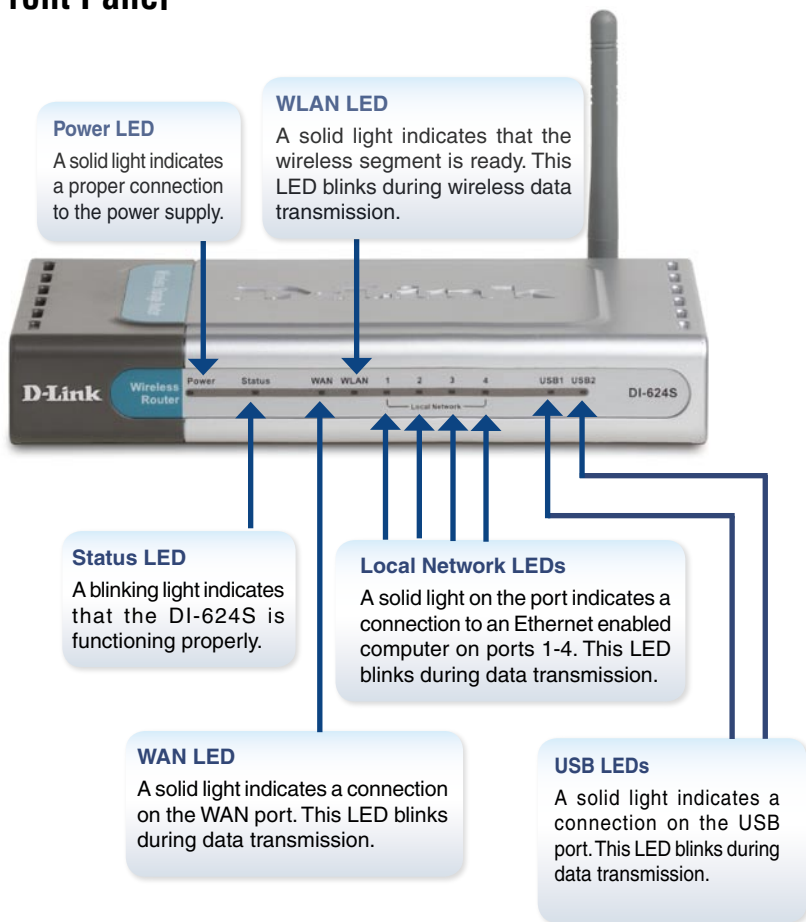 ront Panel
Power LED
A solid light indicates
a proper connection
to the power supply.
WLAN LED
A solid light indicates that the
wireless segment is ready. This
LED blinks during wireless data
transmission.
D-Link
D-Link
Wireless
Router
Power
Status
WAN
WLAN
1
2
3
4
Local Network
USB1
USB2
DI-624S
Status LED
A blinking light indicates
that the DI-624S is
functioning properly.
Local Network LEDs
A solid light on the port indicates a
connection to an Ethernet enabled
computer on ports 1-4. This LED
blinks during data transmission.
WAN LED
A solid light indicates a connection
on the WAN port. This LED blinks
during data transmission.
USB LEDs
A solid light indicates a
connection on the USB
port. This LED blinks during
data transmission.